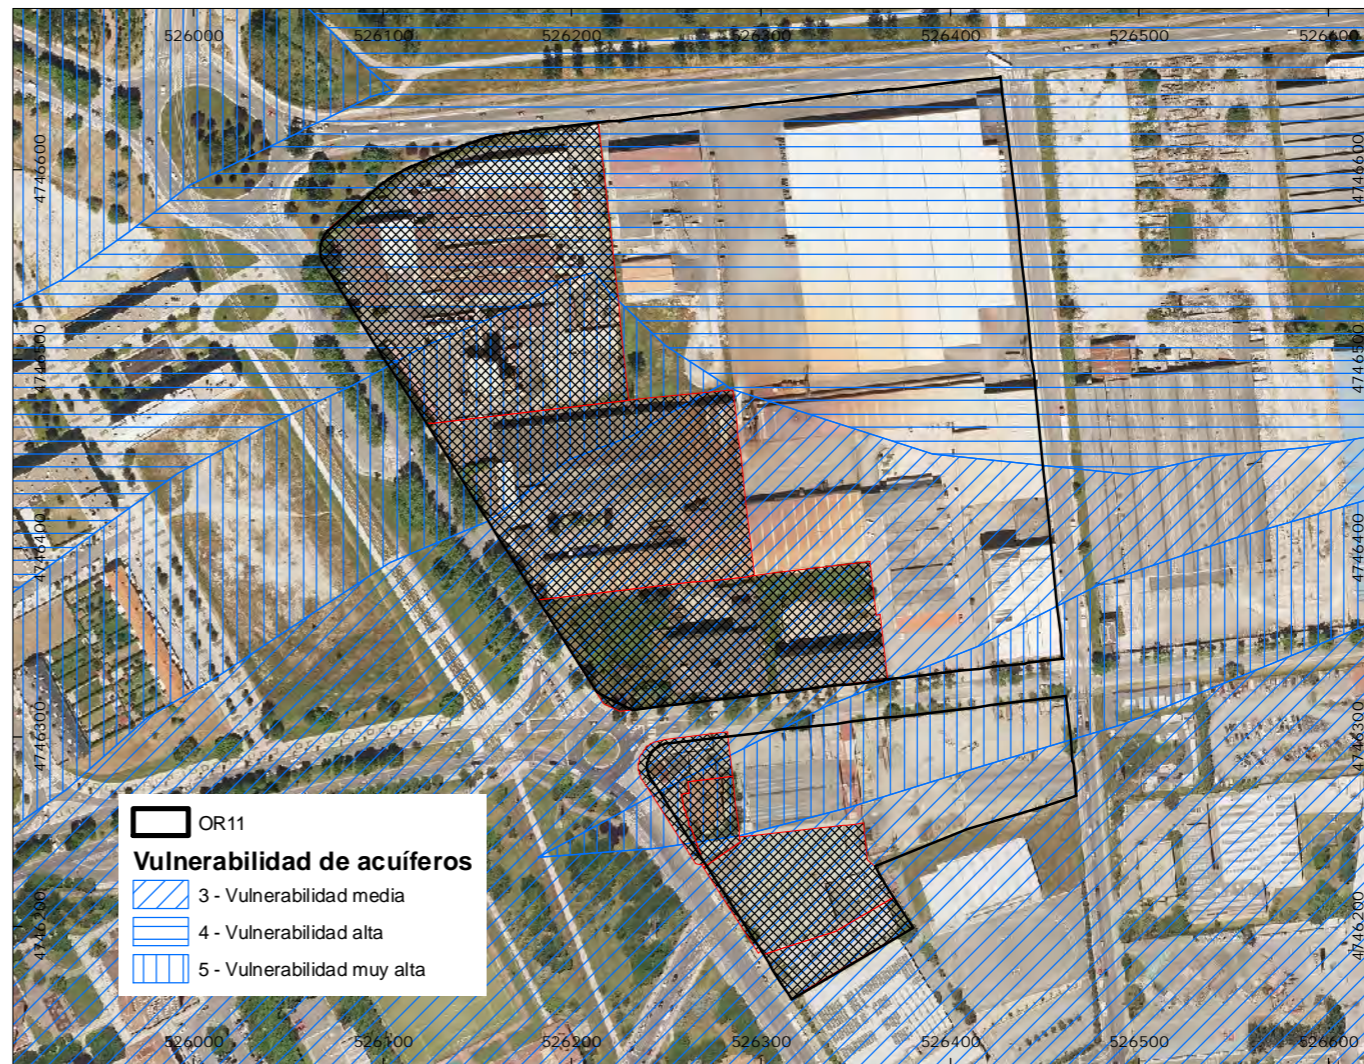 526000 526100 526200 526300 526400 526500 526600
4746600 4746600
4746500 4746500
4746400 4746400
4746300 4746300
4746200 4746200
OR11
Vulnerabilidad de acuíferos
3 - Vulnerabilidad media
4 - Vulnerabilidad alta
5 - Vulnerabilidad muy alta
526000 526100 526200 526300 526400 526500 526600